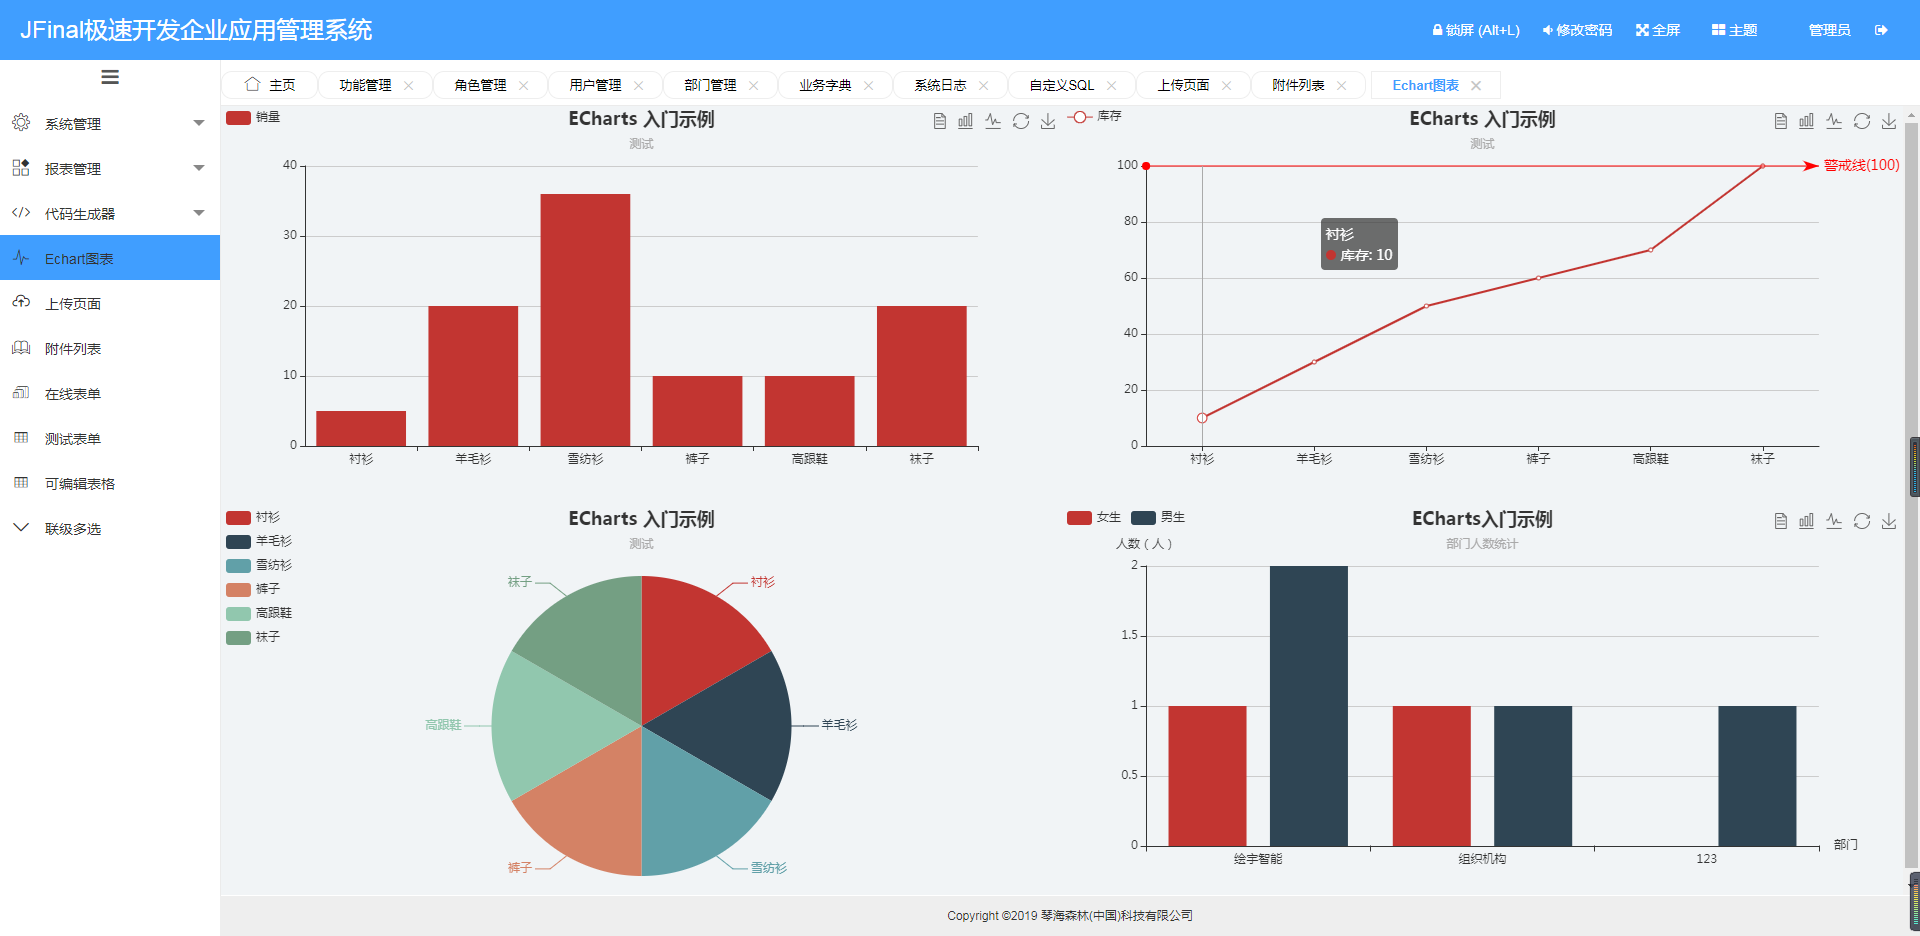 JFinal极速开发企业应用管理系统
锁屏 (Alt+L) 修改密码 全屏 主题 管理员
主页 功能管理 角色管理 用户管理 部门管理 业务字典 系统日志 自定义SQL 上传页面 附件列表 Echart图表
系统管理
报表管理
代码生成器
Echart图表
上传页面
附件列表
在线表单
测试表单
可编辑表格
联级多选
销量
ECharts 入门示例
测试
40
30
20
10
0
衬衫 羊毛衫 雪纺衫 裤子 高跟鞋 袜子
库存
ECharts 入门示例
测试
警戒线(100)
100
80
60
40
20
0
衬衫
库存: 10
衬衫 羊毛衫 雪纺衫 裤子 高跟鞋 袜子
衬衫
羊毛衫
雪纺衫
裤子
高跟鞋
袜子
ECharts 入门示例
测试
袜子 衬衫
高跟鞋 羊毛衫
裤子 雪纺衫
女生 男生
ECharts入门示例
部门人数统计
人数（人）
2
1.5
1
0.5
0
绘宇智能 组织机构 123
部门
Copyright ©2019 琴海森林(中国)科技有限公司